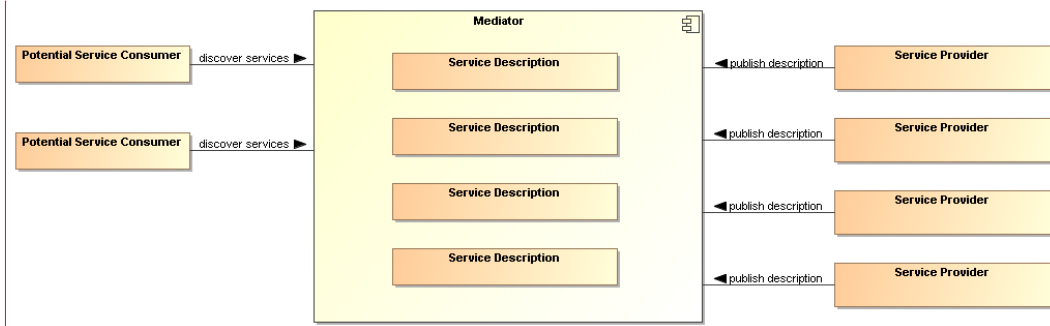 Mediator
Potential Service Consumer
discover services
Service Description
publish description
Service Provider
Potential Service Consumer
discover services
Service Description
publish description
Service Provider
Service Description
publish description
Service Provider
Service Description
publish description
Service Provider